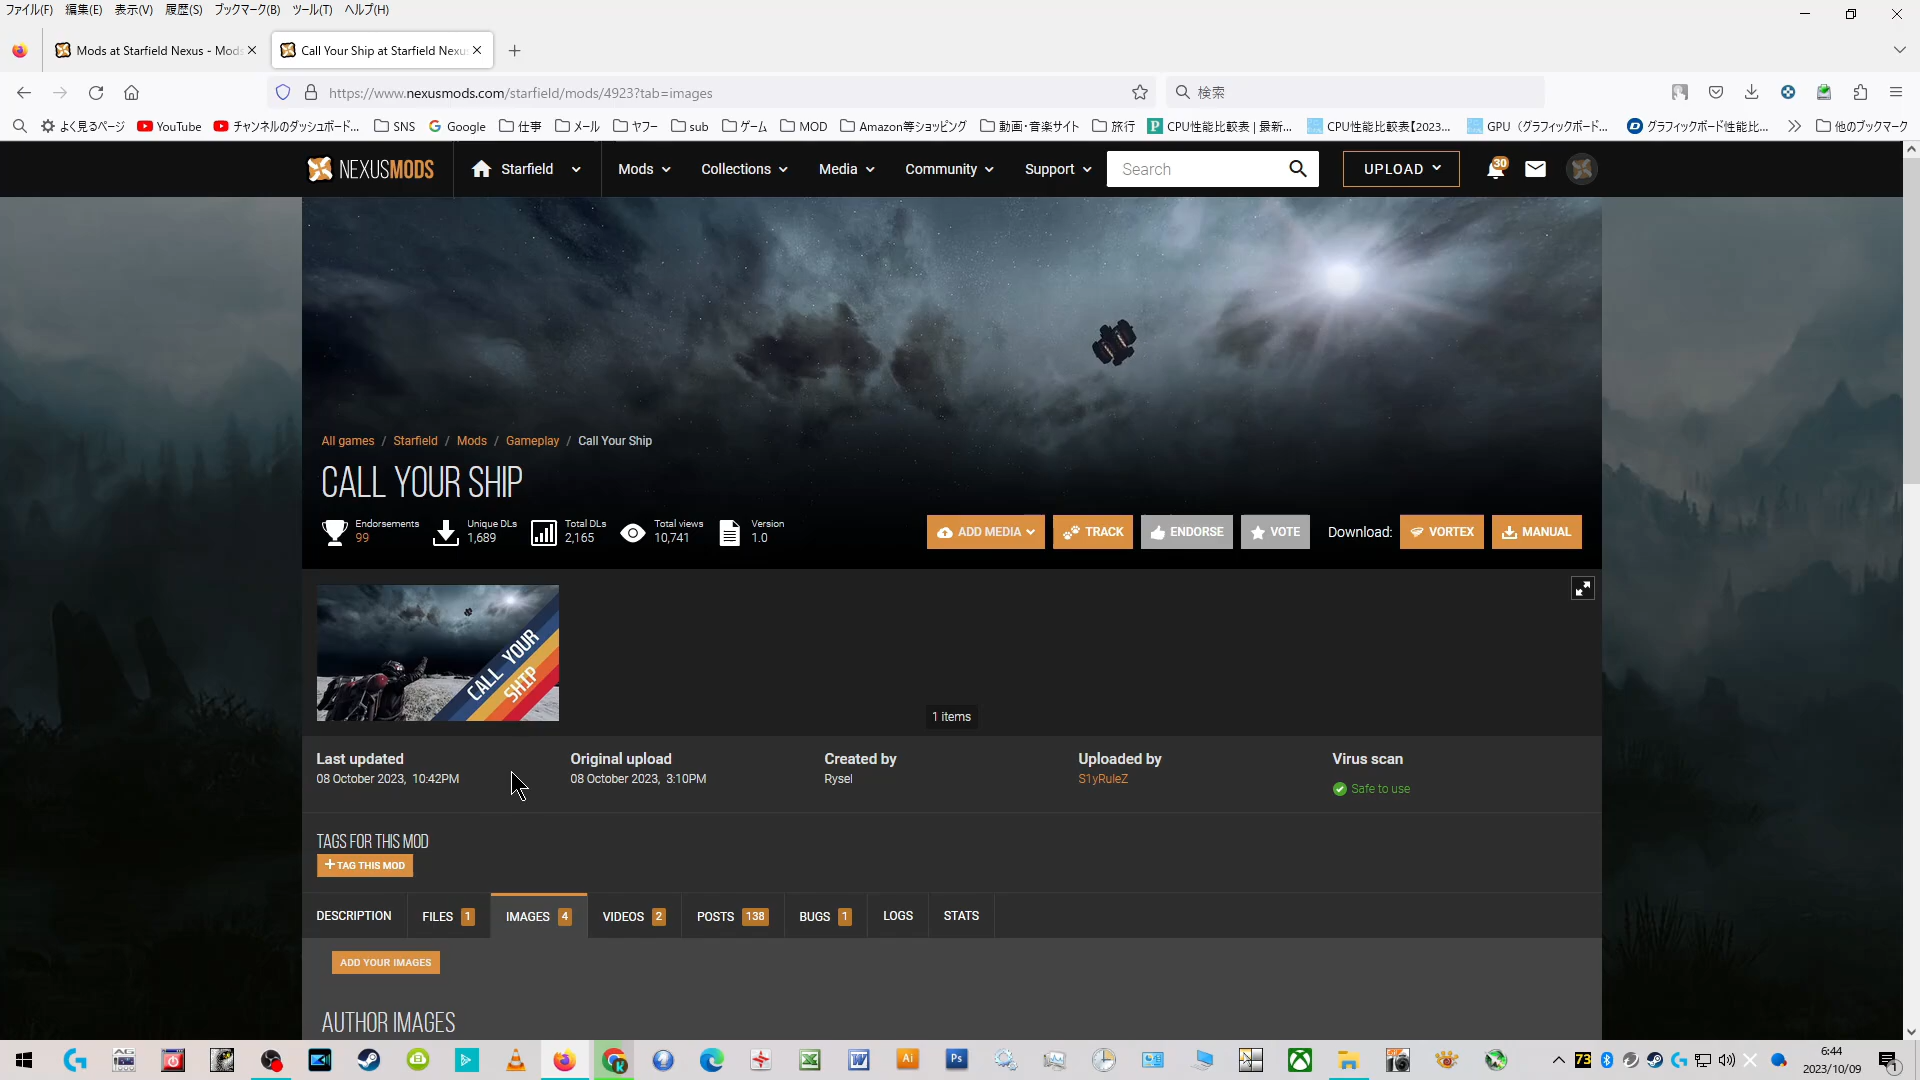 ファイル(F) 編集(E) 表示(V) 履歴(S) ブックマーク(B) ツール(T) ヘルプ(H)
Mods at Starfield Nexus - Mods
Call Your Ship at Starfield Nexus
https://www.nexusmods.com/starfield/mods/4923?tab=images
検索
よく見るページ YouTube チャンネルのダッシュボード... SNS Google 仕事 メール ヤフー sub ゲーム MOD Amazon等ショッピング 動画・音楽サイト 旅行 CPU性能比較表 | 最新... CPU性能比較表【2023... GPU（グラフィックボード... グラフィックボード性能比... 他のブックマーク
NEXUSMODS Starfield Mods Collections Media Community Support Search UPLOAD 30
All games / Starfield / Mods / Gameplay / Call Your Ship
CALL YOUR SHIP
Endorsements Unique DLs Total DLs Total views Version
99 1,689 2,165 10,741 1.0
ADD MEDIA TRACK ENDORSE VOTE Download: VORTEX MANUAL
CALL YOUR
SHIP
1 items
Last updated Original upload Created by Uploaded by Virus scan
08 October 2023, 10:42PM 08 October 2023, 3:10PM Rysel S1yRuleZ Safe to use
TAGS FOR THIS MOD
+ TAG THIS MOD
DESCRIPTION FILES 1 IMAGES 4 VIDEOS 2 POSTS 138 BUGS 1 LOGS STATS
ADD YOUR IMAGES
AUTHOR IMAGES
73
6:44
2023/10/09
1